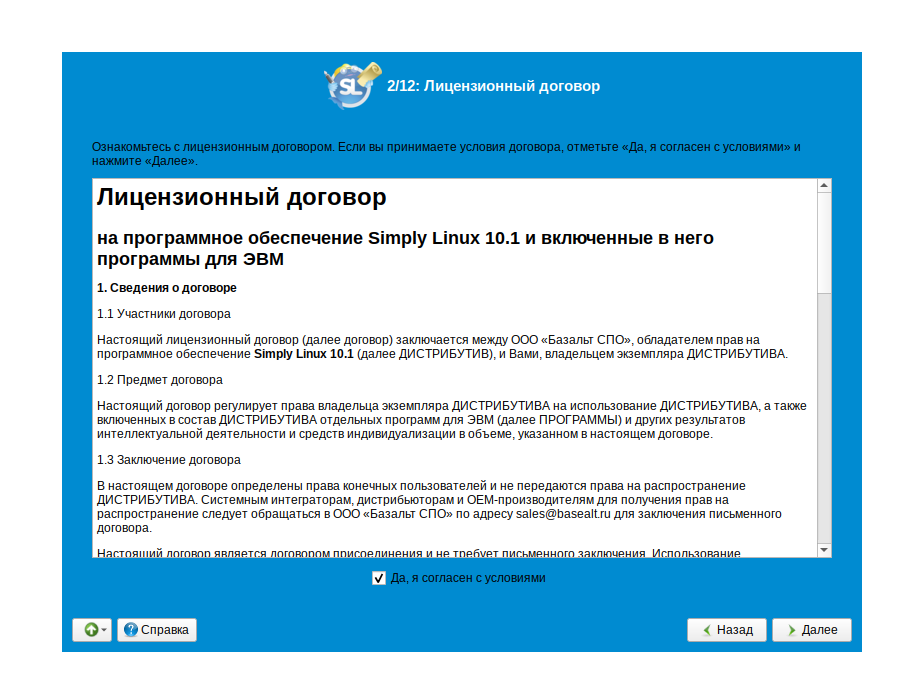 SL
2/12: Лицензионный договор
Ознакомьтесь с лицензионным договором. Если вы принимаете условия договора, отметьте «Да, я согласен с условиями» и
нажмите «Далее».
Лицензионный договор
на программное обеспечение Simply Linux 10.1 и включенные в него
программы для ЭВМ
1. Сведения о договоре
1.1 Участники договора
Настоящий лицензионный договор (далее договор) заключается между ООО «Базальт СПО», обладателем прав на
программное обеспечение Simply Linux 10.1 (далее ДИСТРИБУТИВ), и Вами, владельцем экземпляра ДИСТРИБУТИВА.
1.2 Предмет договора
Настоящий договор регулирует права владельца экземпляра ДИСТРИБУТИВА на использование ДИСТРИБУТИВА, а также
включенных в состав ДИСТРИБУТИВА отдельных программ для ЭВМ (далее ПРОГРАММЫ) и других результатов
интеллектуальной деятельности и средств индивидуализации в объеме, указанном в настоящем договоре.
1.3 Заключение договора
В настоящем договоре определены права конечных пользователей и не передаются права на распространение
ДИСТРИБУТИВА. Системным интеграторам, дистрибьюторам и OEM-производителям для получения прав на
распространение следует обращаться в ООО «Базальт СПО» по адресу sales@basealt.ru для заключения письменного
договора.
Настоящий договор является договором присоединения и не требует письменного заключения. Использование
Да, я согласен с условиями
Справка
Назад
Далее